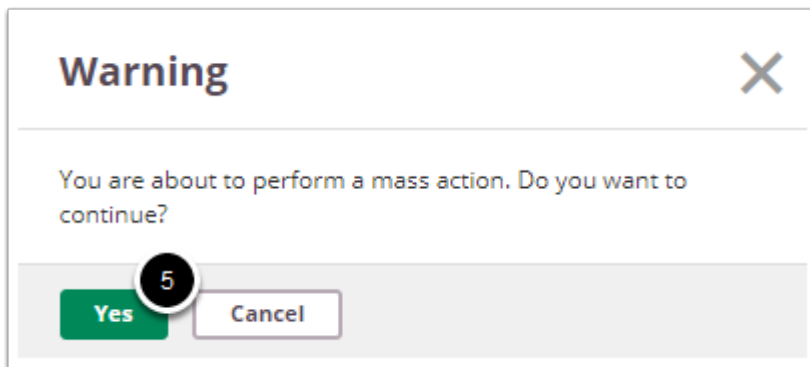 Warning
You are about to perform a mass action. Do you want to
continue?
5
Yes
Cancel